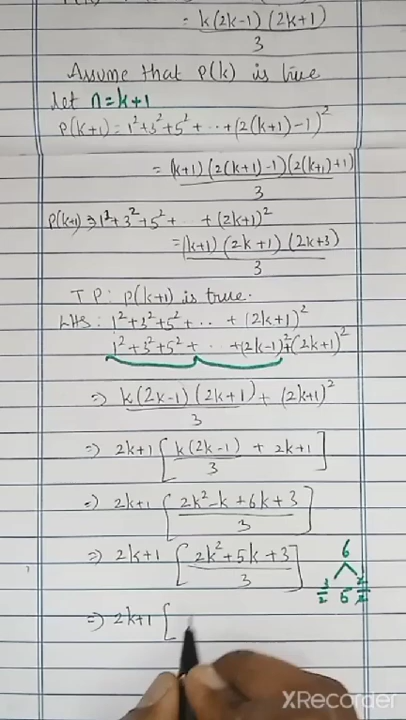 = k(2k-1)(2k+1)/3
Assume that P(k) is true
let n=k+1
P(k+1)=1²+3²+5²+...+(2(k+1)-1)²
= (k+1)(2(k+1)-1)(2(k+1)+1)/3
P(k+1)⇒1²+3²+5²+...+(2k+1)²
= (k+1)(2k+1)(2k+3)/3
TP: P(k+1) is true.
LHS: 1²+3²+5²+...+(2k+1)²
1²+3²+5²+...+(2k-1)²+(2k+1)²
⇒ k(2k-1)(2k+1)/3 + (2k+1)²
⇒ 2k+1 [k(2k-1)/3 + 2k+1]
⇒ 2k+1 [2k²-k+6k+3/3]
⇒ 2k+1 [2k²+5k+3/3]
6
3/2 5 2/2
⇒ 2k+1 [
XRecorder